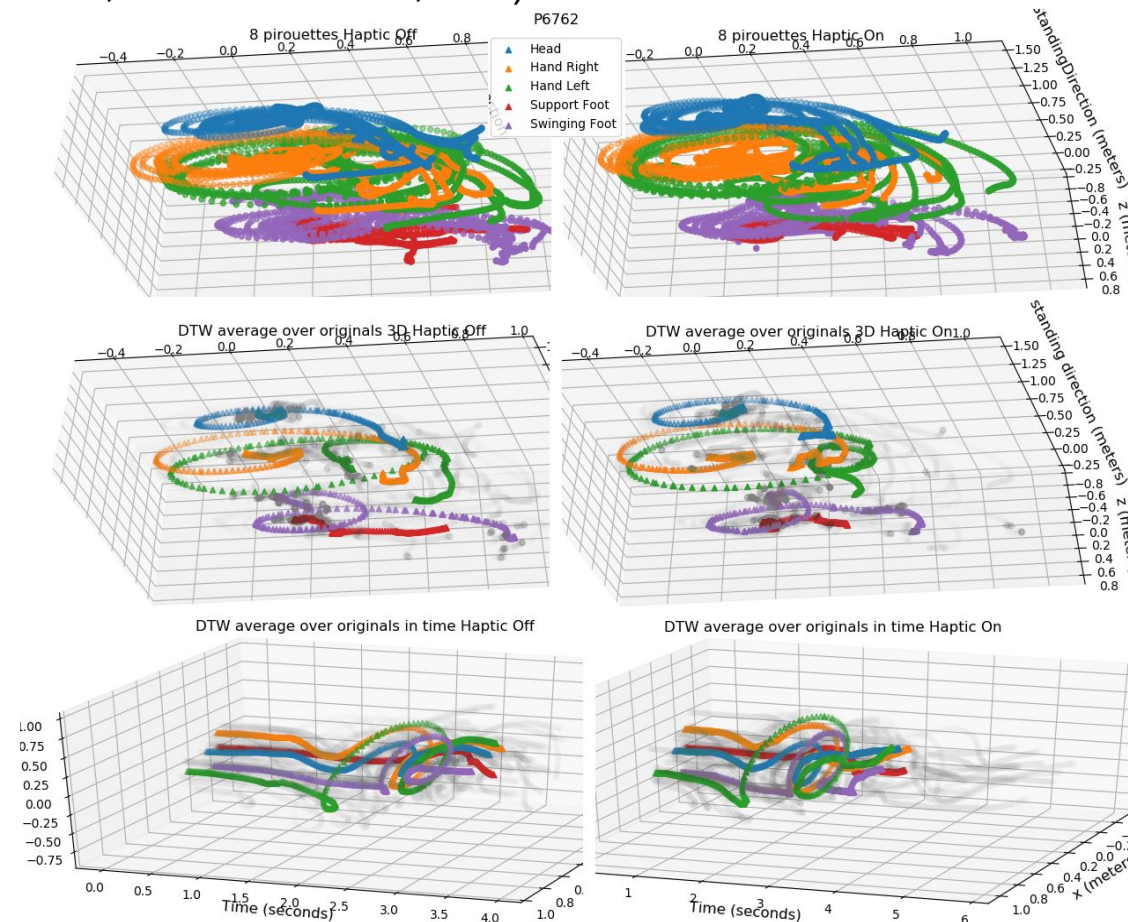 P6762
8 pirouettes Haptic Off
8 pirouettes Haptic On
−0.4 −0.2 0.0 0.2 0.4 0.6 0.8
−0.2 0.0 0.2 0.4 0.6 0.8 1.0
Head
Hand Right
Hand Left
Support Foot
Swinging Foot
standingDirection (meters)
1.50
1.25
−1.00
−0.75
−0.50
−0.25
−0.00
−0.25
−0.8
−0.6
−0.4
−0.2
0.0
0.2
0.4
0.6
0.8
DTW average over originals 3D Haptic Off
DTW average over originals 3D Haptic On
−0.4 −0.2 0.0 0.2 0.4 0.6 0.8 1.0
−0.4 −0.2 0.0 0.2 0.4 0.6 0.8 1.0
standing direction (meters)
−1.50
−1.25
−1.00
−0.75
−0.50
0.25
0.00
−0.25
−0.8
−0.6
−0.4
−0.2
0.0
0.2
0.4
0.6
0.8
DTW average over originals in time Haptic Off
DTW average over originals in time Haptic On
1.00
0.75
0.50
0.25
0.00
−0.25
−0.50
−0.75
0.0 0.5 1.0 1.5 2.0 2.5 3.0 3.5 4.0
Time (seconds)
1.0
1 2 3 4 5 6
Time (seconds)
1.0 0.8 0.6 0.4 0.2 0.0